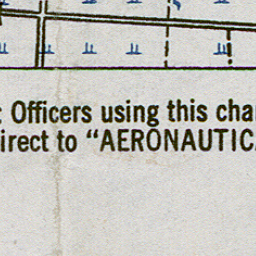 : Officers using this cha
irect to “AERONAUTIC